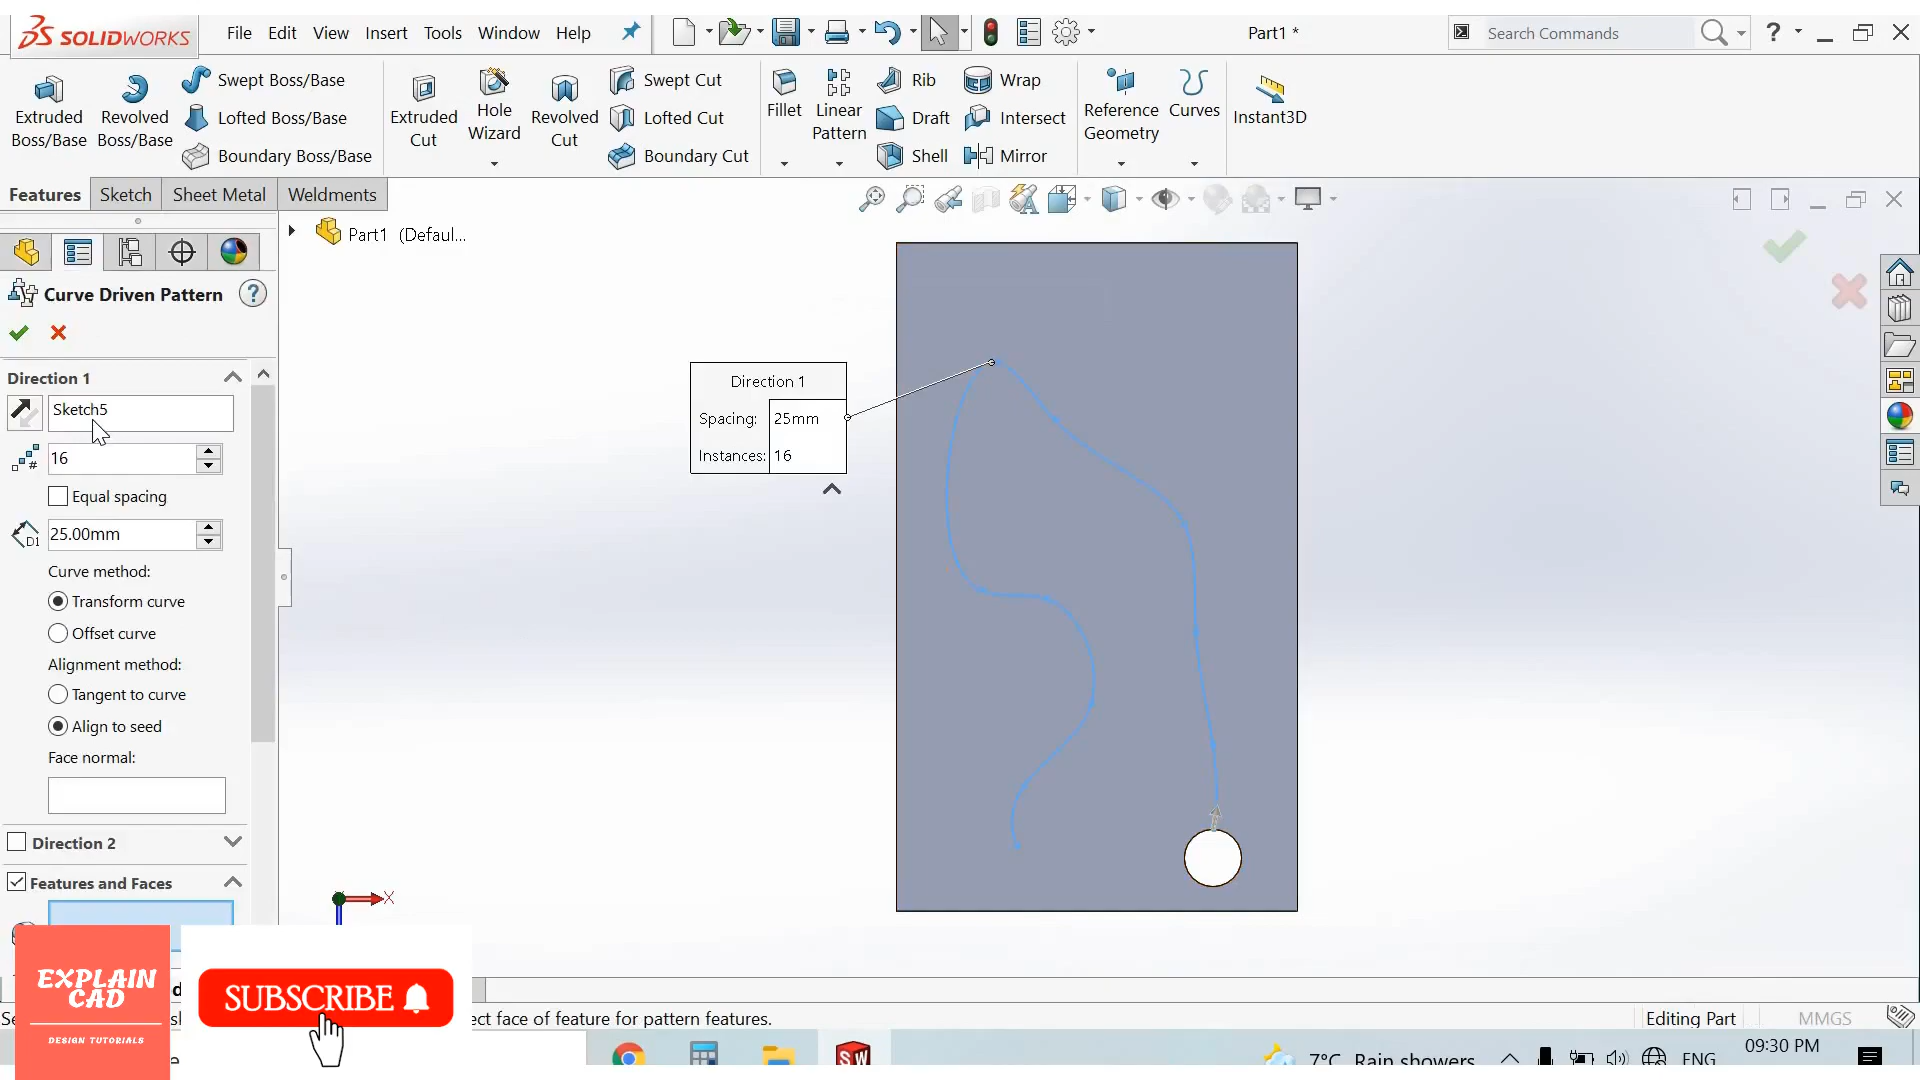 SOLIDWORKS
File Edit View Insert Tools Window Help
Part1 *
Search Commands
?
Extruded Boss/Base
Revolved Boss/Base
Swept Boss/Base
Lofted Boss/Base
Boundary Boss/Base
Extruded Cut
Hole Wizard
Revolved Cut
Swept Cut
Lofted Cut
Boundary Cut
Fillet
Linear Pattern
Rib
Draft
Shell
Wrap
Intersect
Mirror
Reference Geometry
Curves
Instant3D
Features Sketch Sheet Metal Weldments
Part1 (Defaul...
Curve Driven Pattern ?
Direction 1
Sketch5
# 16
Equal spacing
D1 25.00mm
Curve method:
Transform curve
Offset curve
Alignment method:
Tangent to curve
Align to seed
Face normal:
Direction 2
Features and Faces
Direction 1
Spacing: 25mm
Instances: 16
X
EXPLAIN
CAD
DESIGN TUTORIALS
SUBSCRIBE
face of feature for pattern features.
Editing Part
MMGS
SW
7°C Rain showers
ENG
09:30 PM